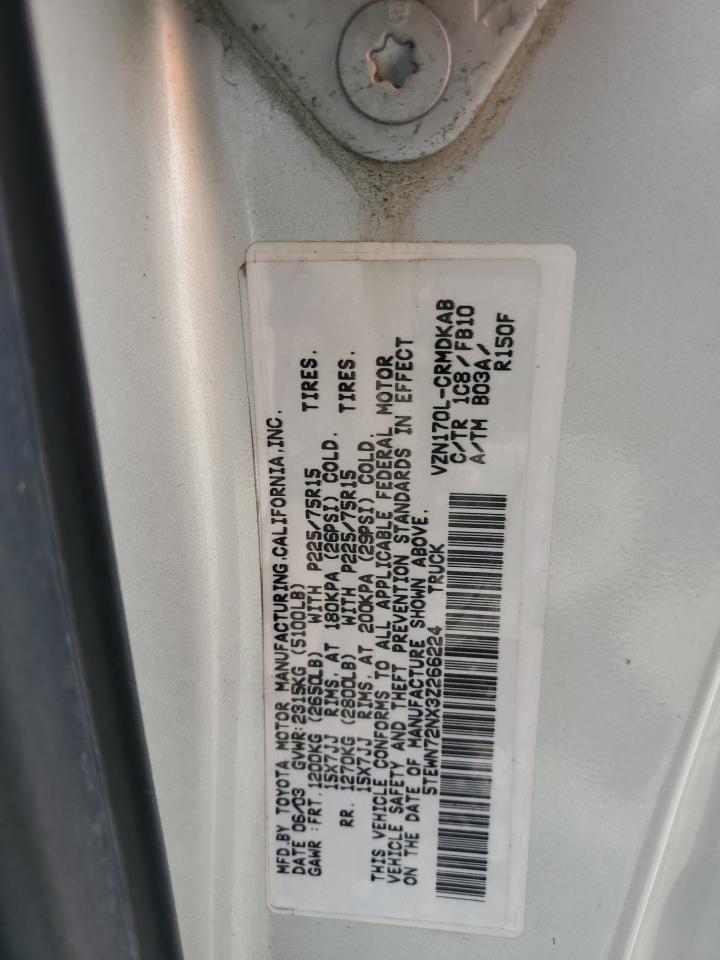 MFD.BY TOYOTA MOTOR MANUFACTURING,CALIFORNIA,INC.
DATE 06/03 GVWR:2315KG (5100LB)
GAWR :FRT.1200KG (2650LB) WITH P225/75R15 TIRES.
15X7JJ RIMS, AT 180KPA (26PSI) COLD.
RR. 1270KG (2800LB) WITH P225/75R15 TIRES.
15X7JJ RIMS, AT 200KPA (29PSI) COLD.
THIS VEHICLE CONFORMS TO ALL APPLICABLE FEDERAL MOTOR
VEHICLE SAFETY AND THEFT PREVENTION STANDARDS IN EFFECT
ON THE DATE OF MANUFACTURE SHOWN ABOVE.
5TEWN72NX3Z266224 TRUCK
VZN170L-CRMDKAB
C/TR 1C8/FB10
A/TM B03A/
R150F